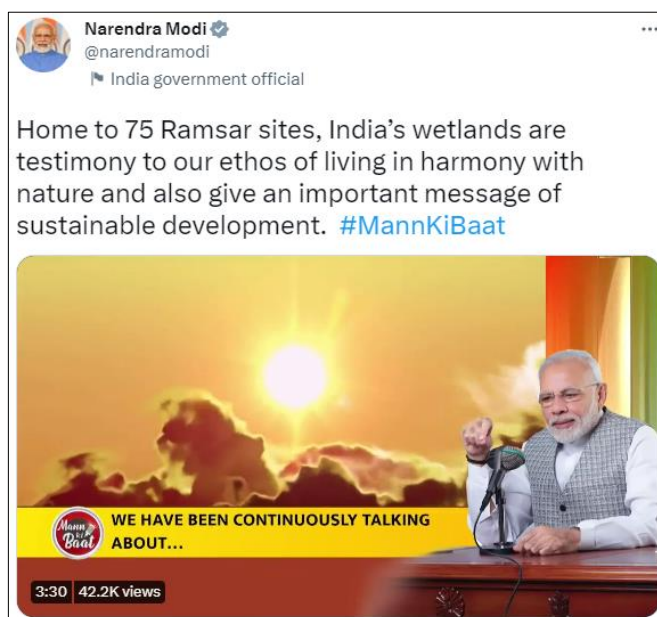 Narendra Modi
@narendramodi
India government official
Home to 75 Ramsar sites, India’s wetlands are
testimony to our ethos of living in harmony with
nature and also give an important message of
sustainable development. #MannKiBaat
Mann
Ki
Baat
WE HAVE BEEN CONTINUOUSLY TALKING
ABOUT...
3:30 42.2K views